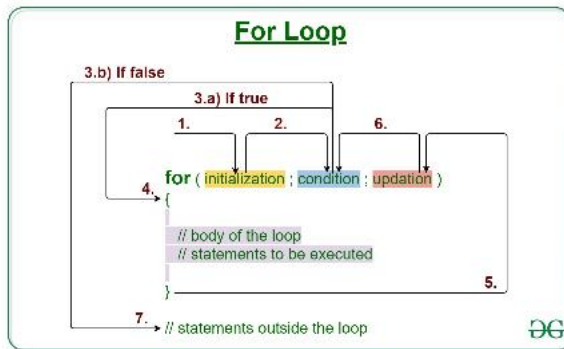 For Loop
3.b) If false
3.a) If true
1. 2. 6.
for ( initialization ; condition ; updation )
4.
{
// body of the loop
// statements to be executed
}
5.
7.
// statements outside the loop